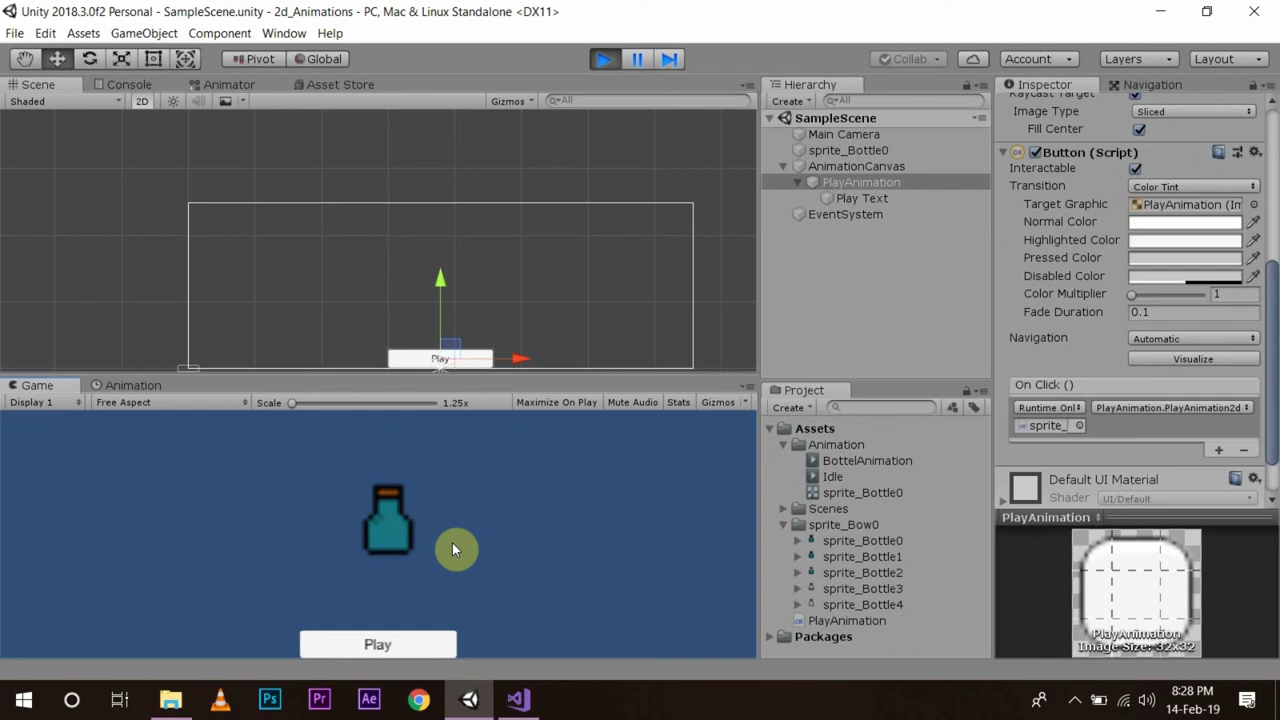 Unity 2018.3.0f2 Personal - SampleScene.unity - 2d_Animations - PC, Mac & Linux Standalone <DX11>
File Edit Assets GameObject Component Window Help
Pivot Global Collab Account Layers Layout
Scene Console Animator Asset Store
Shaded 2D Gizmos All
Play
Game Animation
Display 1 Free Aspect Scale 1.25x Maximize On Play Mute Audio Stats Gizmos
Play
Hierarchy
Create All
SampleScene
Main Camera
sprite_Bottle0
AnimationCanvas
PlayAnimation
Play Text
EventSystem
Project
Create
Assets
Animation
BottelAnimation
Idle
sprite_Bottle0
Scenes
sprite_Bow0
sprite_Bottle0
sprite_Bottle1
sprite_Bottle2
sprite_Bottle3
sprite_Bottle4
PlayAnimation
Packages
Inspector Navigation
Raycast Target
Image Type Sliced
Fill Center
Button (Script)
Interactable
Transition Color Tint
Target Graphic PlayAnimation (Im
Normal Color
Highlighted Color
Pressed Color
Disabled Color
Color Multiplier 1
Fade Duration 0.1
Navigation Automatic
Visualize
On Click ()
Runtime Onl PlayAnimation.PlayAnimation2d
sprite_
Default UI Material
Shader UI/Default
PlayAnimation
PlayAnimation
Image Size: 32x32
Ps Pr Ae
8:28 PM
14-Feb-19